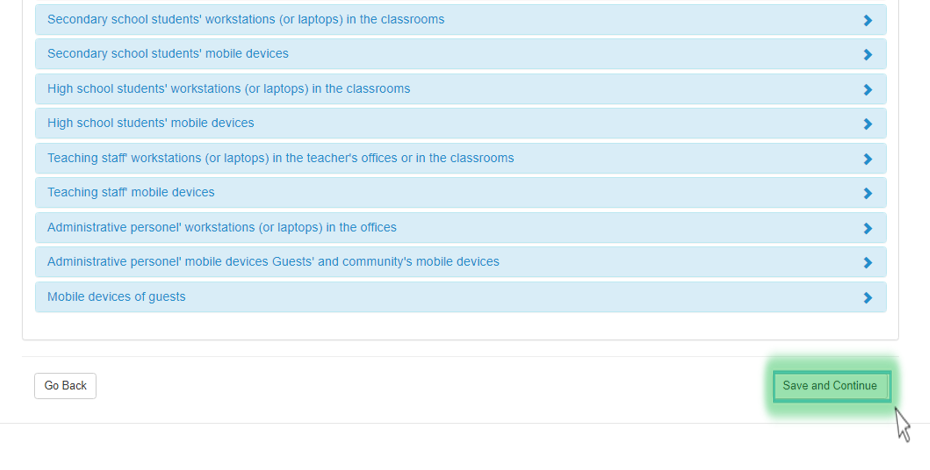 Secondary school students' workstations (or laptops) in the classrooms
Secondary school students' mobile devices
High school students' workstations (or laptops) in the classrooms
High school students' mobile devices
Teaching staff' workstations (or laptops) in the teacher's offices or in the classrooms
Teaching staff' mobile devices
Administrative personel' workstations (or laptops) in the offices
Administrative personel' mobile devices Guests' and community's mobile devices
Mobile devices of guests
Go Back
Save and Continue